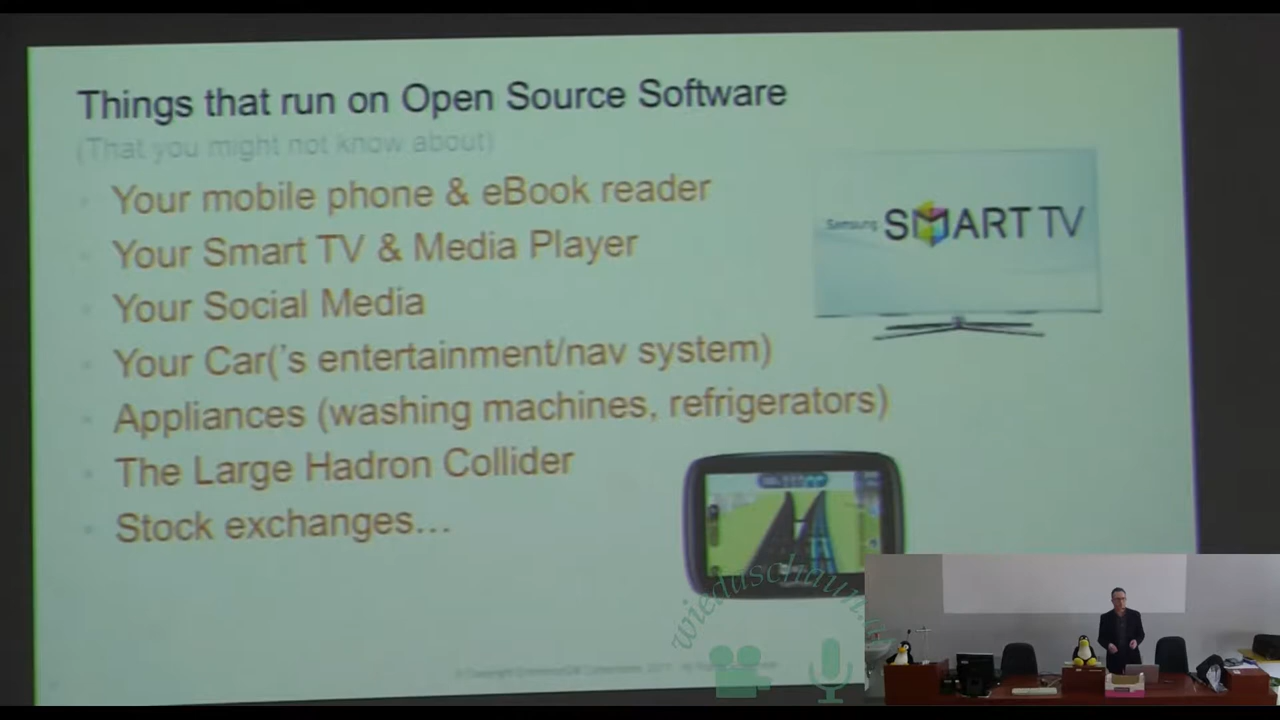 Things that run on Open Source Software
(That you might not know about)
Your mobile phone & eBook reader
Your Smart TV & Media Player
Your Social Media
Your Car('s entertainment/nav system)
Appliances (washing machines, refrigerators)
The Large Hadron Collider
Stock exchanges...
Samsung SMART TV